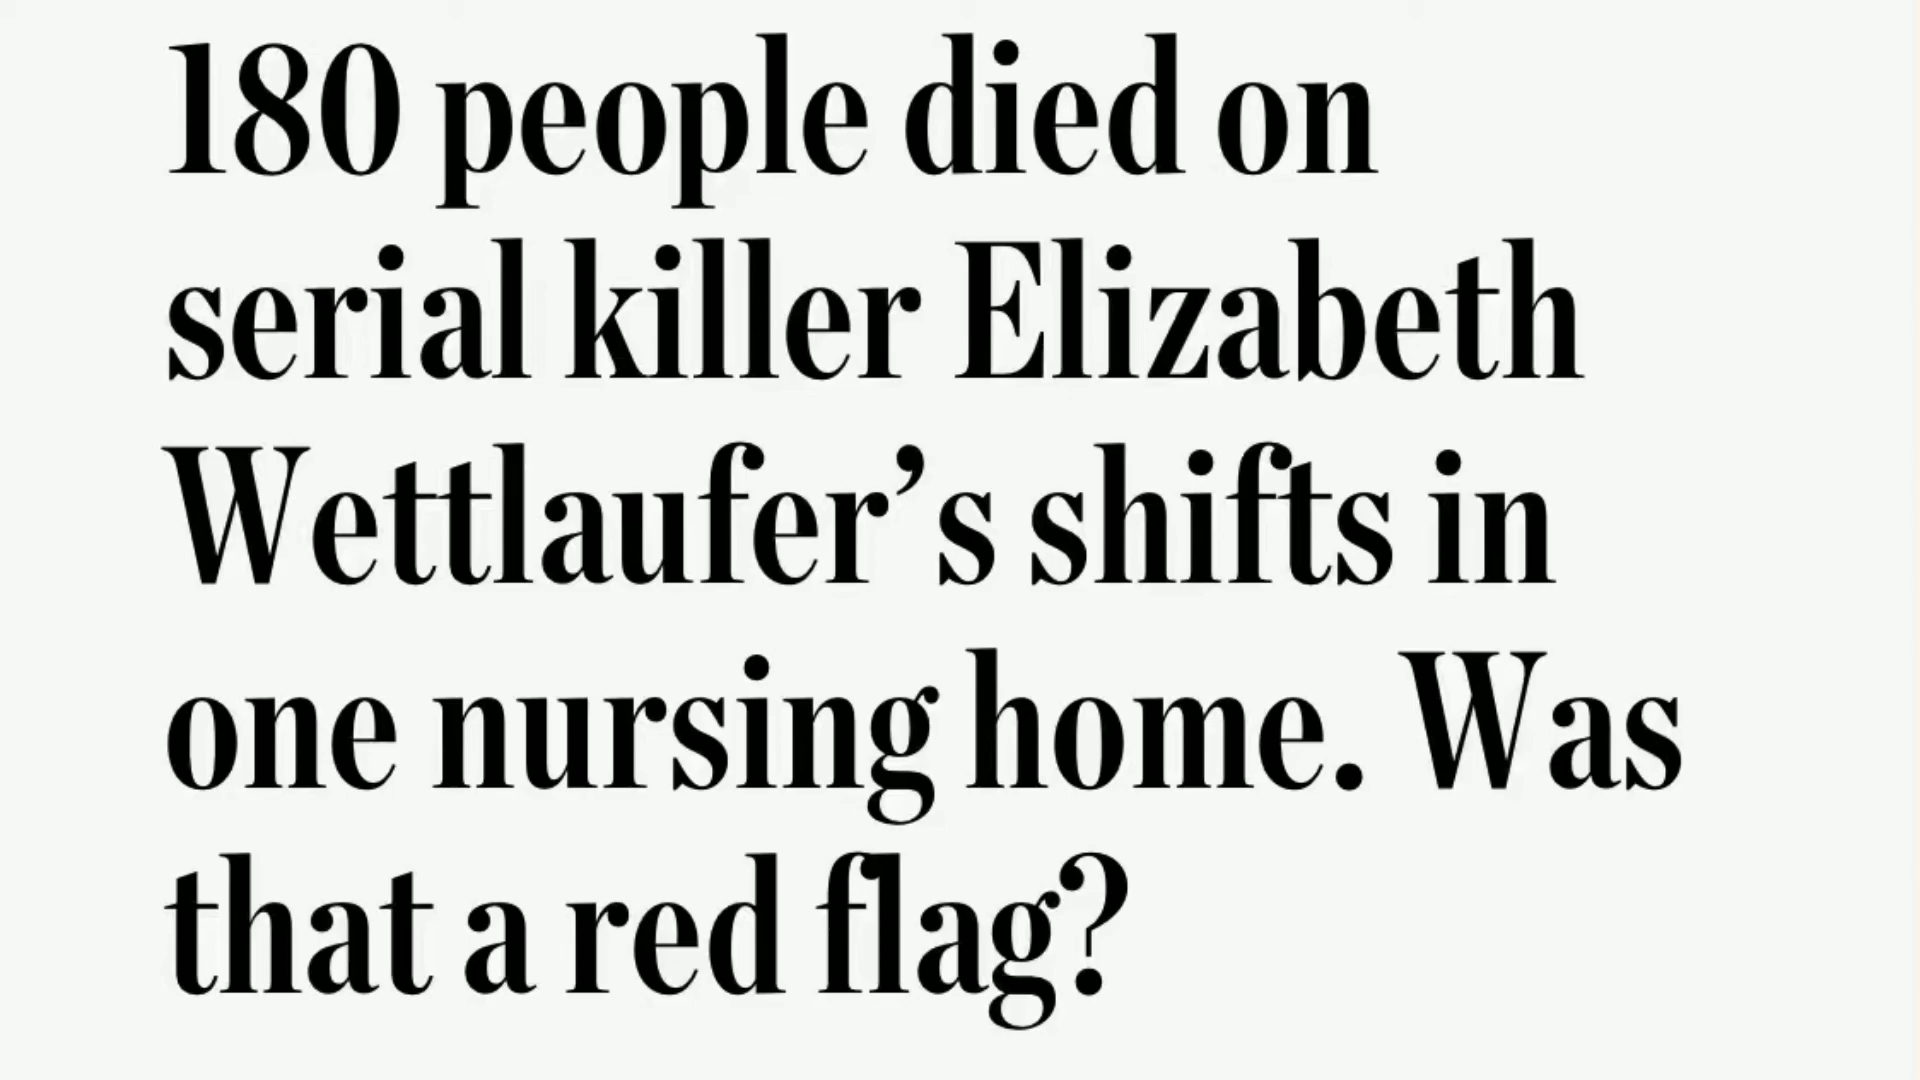 180 people died on
serial killer Elizabeth
Wettlaufer’s shifts in
one nursing home. Was
that a red flag?